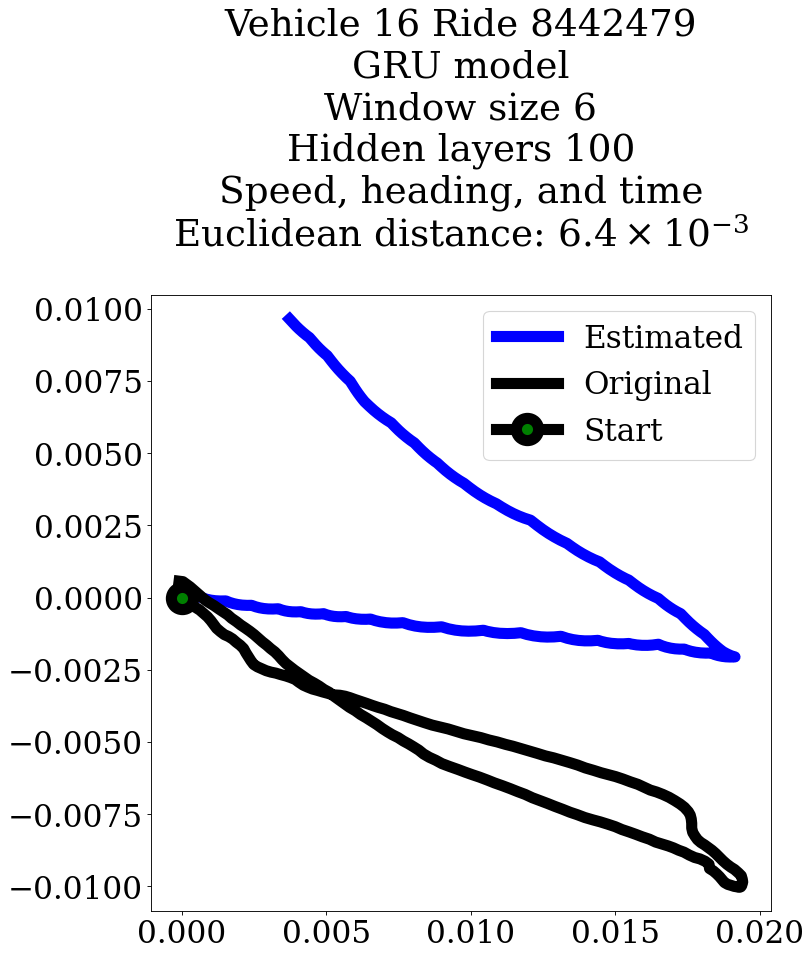 Vehicle 16 Ride 8442479
GRU model
Window size 6
Hidden layers 100
Speed, heading, and time
Euclidean distance: 6.4 × 10⁻³
0.0100
0.0075
0.0050
0.0025
0.0000
−0.0025
−0.0050
−0.0075
−0.0100
Estimated
Original
Start
0.000 0.005 0.010 0.015 0.020